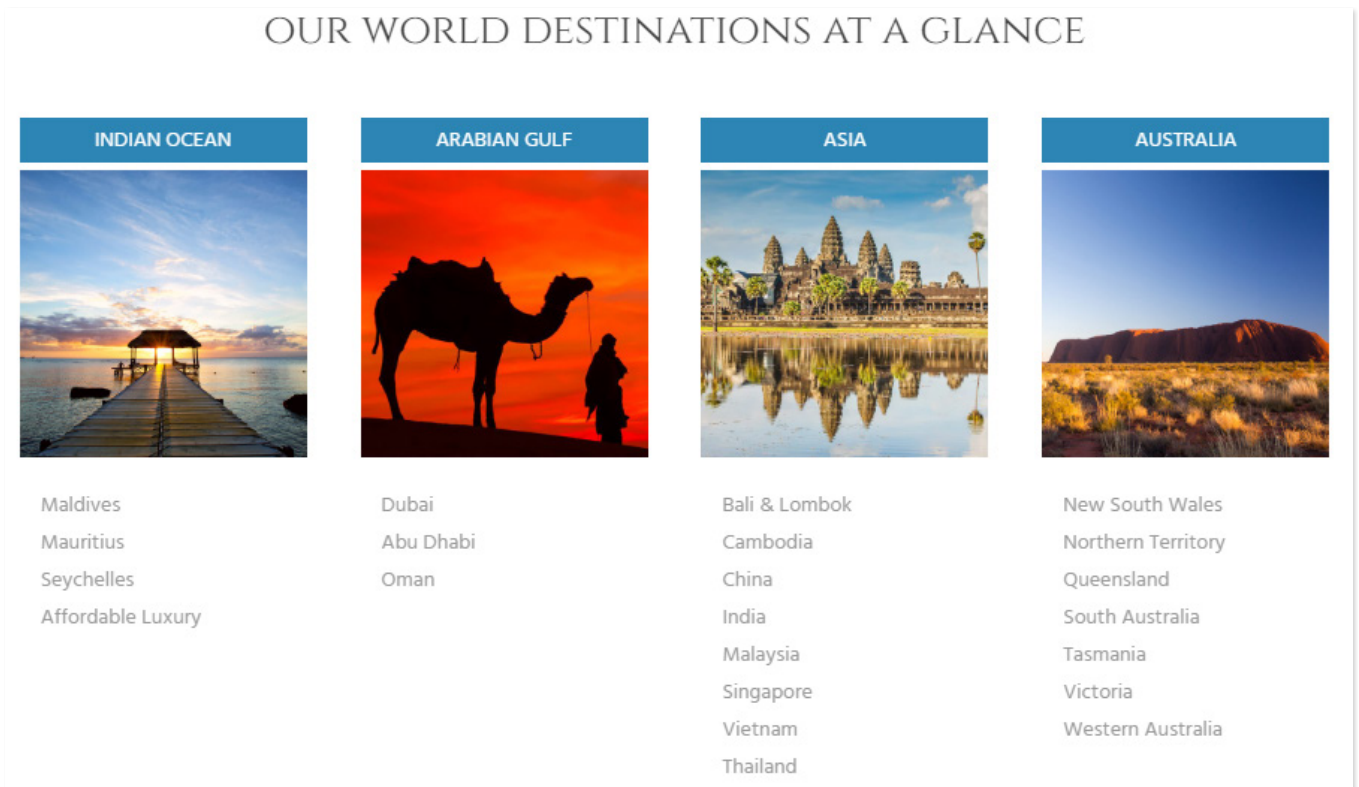 OUR WORLD DESTINATIONS AT A GLANCE
INDIAN OCEAN
Maldives
Mauritius
Seychelles
Affordable Luxury
ARABIAN GULF
Dubai
Abu Dhabi
Oman
ASIA
Bali & Lombok
Cambodia
China
India
Malaysia
Singapore
Vietnam
Thailand
AUSTRALIA
New South Wales
Northern Territory
Queensland
South Australia
Tasmania
Victoria
Western Australia